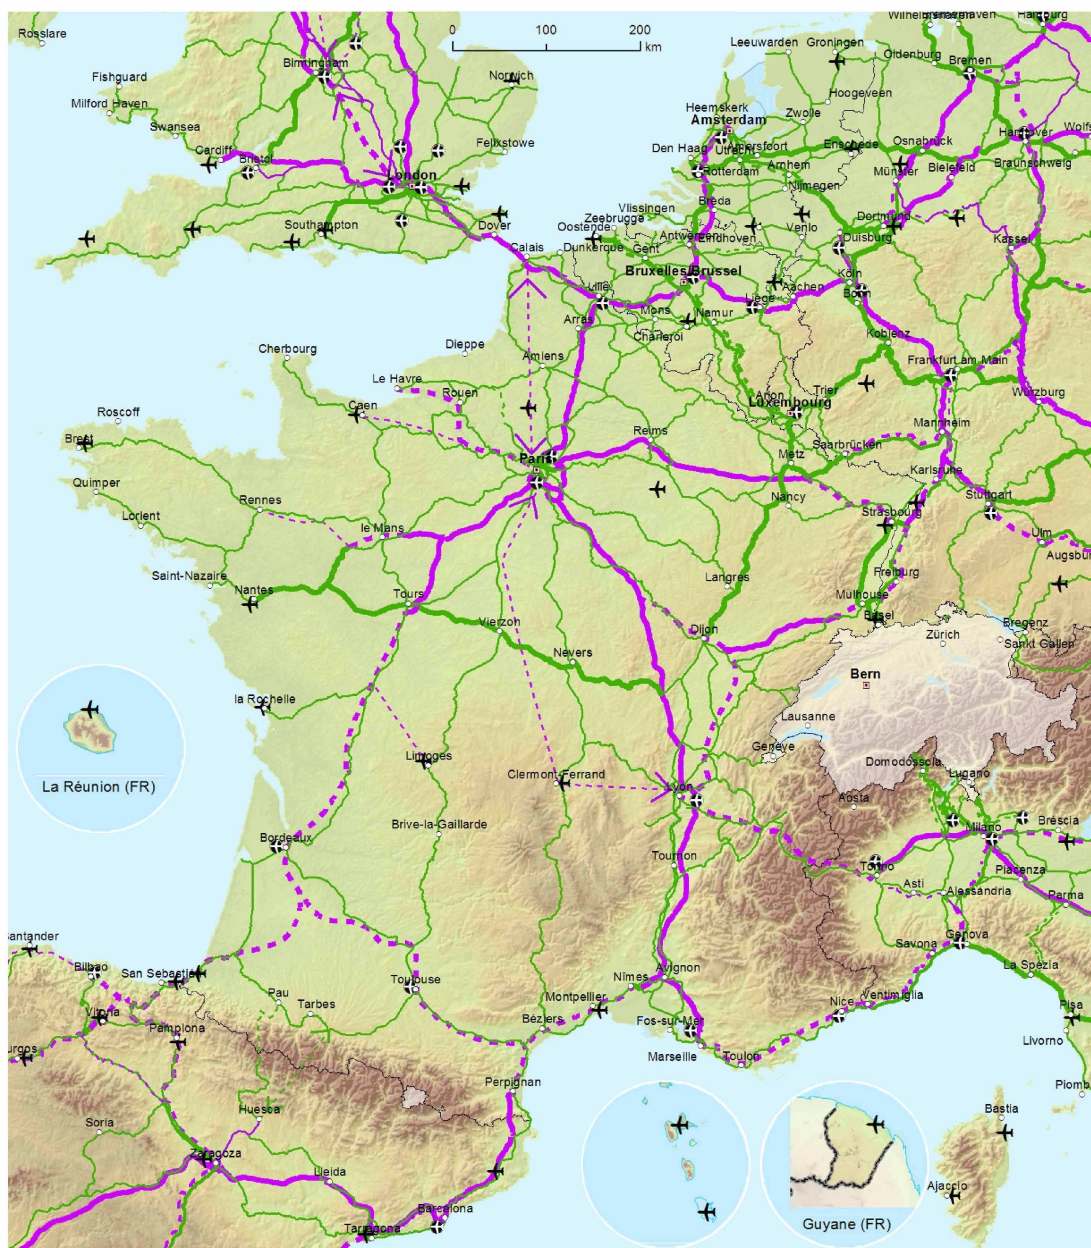 Rosslare
Fishguard
Milford Haven
Swansea
Cardiff
Bristol
Birmingham
Norwich
Felixstowe
London
Southampton
Dover
0 100 200
km
Leeuwarden
Groningen
Oldenburg
Bremen
Hoogeveen
Heemskerk
Amsterdam
Zwolle
Den Haag
Utrecht
Amersfoort
Enschede
Osnabrück
Braunschweig
Rotterdam
Arnhem
Nijmegen
Münster
Bielefeld
Breda
Vlissingen
Zeebrugge
Oostende
Dunkerque
Calais
Gent
Antwerpen
Eindhoven
Venlo
Dortmund
Duisburg
Kassel
Bruxelles/Brussel
Köln
Bonn
Aachen
Liège
Lille
Mons
Namur
Charleroi
Arras
Koblenz
Frankfurt am Main
Cherbourg
Dieppe
Amiens
Le Havre
Rouen
Caen
Arlon
Trier
Luxembourg
Würzburg
Mannheim
Roscoff
Brest
Quimper
Lorient
Rennes
Paris
Reims
Metz
Saarbrücken
Karlsruhe
Nancy
Stuttgart
Strasbourg
Ulm
le Mans
Saint-Nazaire
Nantes
Tours
Langres
Freiburg
Mulhouse
Basel
Vierzon
Dijon
Nevers
Bregenz
Zürich
Sankt Gallen
Bern
la Rochelle
Lausanne
Genève
La Réunion (FR)
Limoges
Clermont-Ferrand
Lyon
Domodossola
Lugano
Aosta
Bordeaux
Brive-la-Gaillarde
Tournon
Milano
Brescia
Torino
Piacenza
Asti
Alessandria
Parma
Santander
Bilbao
San Sebastién
Toulouse
Avignon
Nîmes
Savona
Genova
La Spezia
Vitoria
Pamplona
Pau
Tarbes
Montpellier
Béziers
Fos-sur-Mer
Marseille
Toulon
Nice
Ventimiglia
Pisa
Livorno
Perpignan
Soria
Huesca
Zaragoza
Lleida
Barcelona
Tarragona
Bastia
Ajaccio
Guyane (FR)